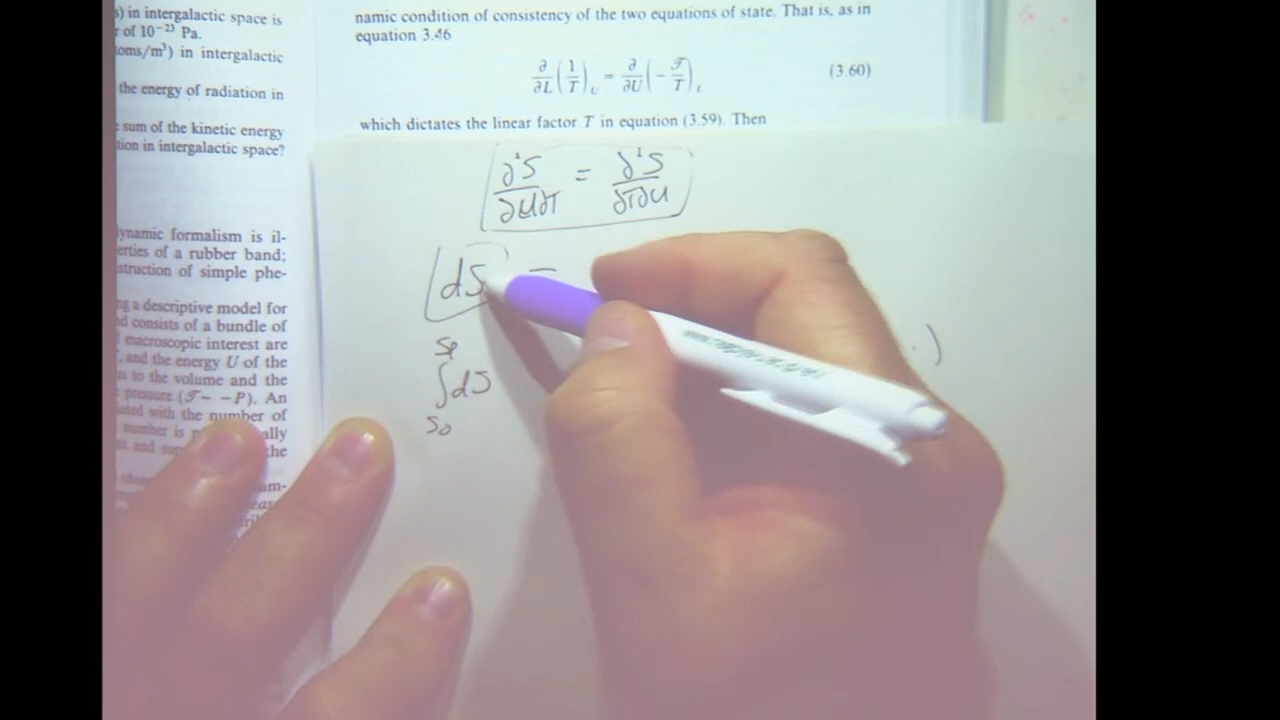 s) in intergalactic space is
of 10⁻²³ Pa.
oms/m³) in intergalactic
the energy of radiation in
sum of the kinetic energy
tion in intergalactic space?
ynamic formalism is il-
erties of a rubber band;
struction of simple phe-
g a descriptive model for
d consists of a bundle of
macroscopic interest are
, and the energy U of the
to the volume and the
pressure (𝒯 ~ −P). An
ated with the number of
number is ally
and the
namic condition of consistency of the two equations of state. That is, as in
equation 3.46
∂/∂L (1/T)_U = ∂/∂U (−𝒯/T)_L (3.60)
which dictates the linear factor T in equation (3.59). Then
∂²S/∂U∂T = ∂²S/∂T∂U
dS =
∫dS
S₀